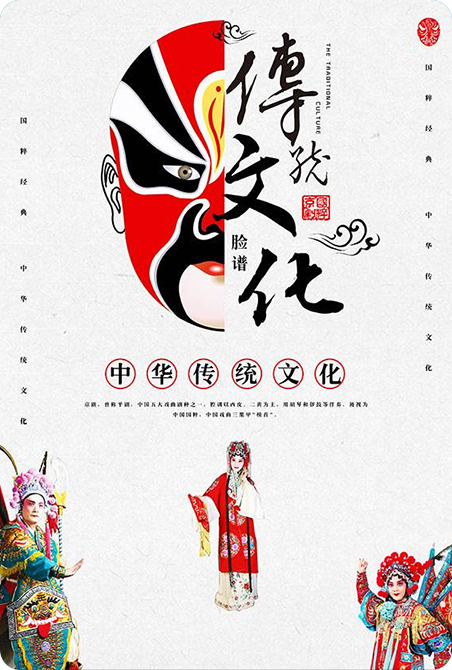 傳統文化
THE TRADITIONAL
CULTURE
脸谱
国粹经典 中华传统文化
国粹经典 中华传统文化
中华传统文化
京剧，曾称平剧，中国五大戏曲剧种之一，腔调以西皮、二黄为主，用胡琴和锣鼓等伴奏，被视为
中国国粹，中国戏曲三鼎甲“榜首”。